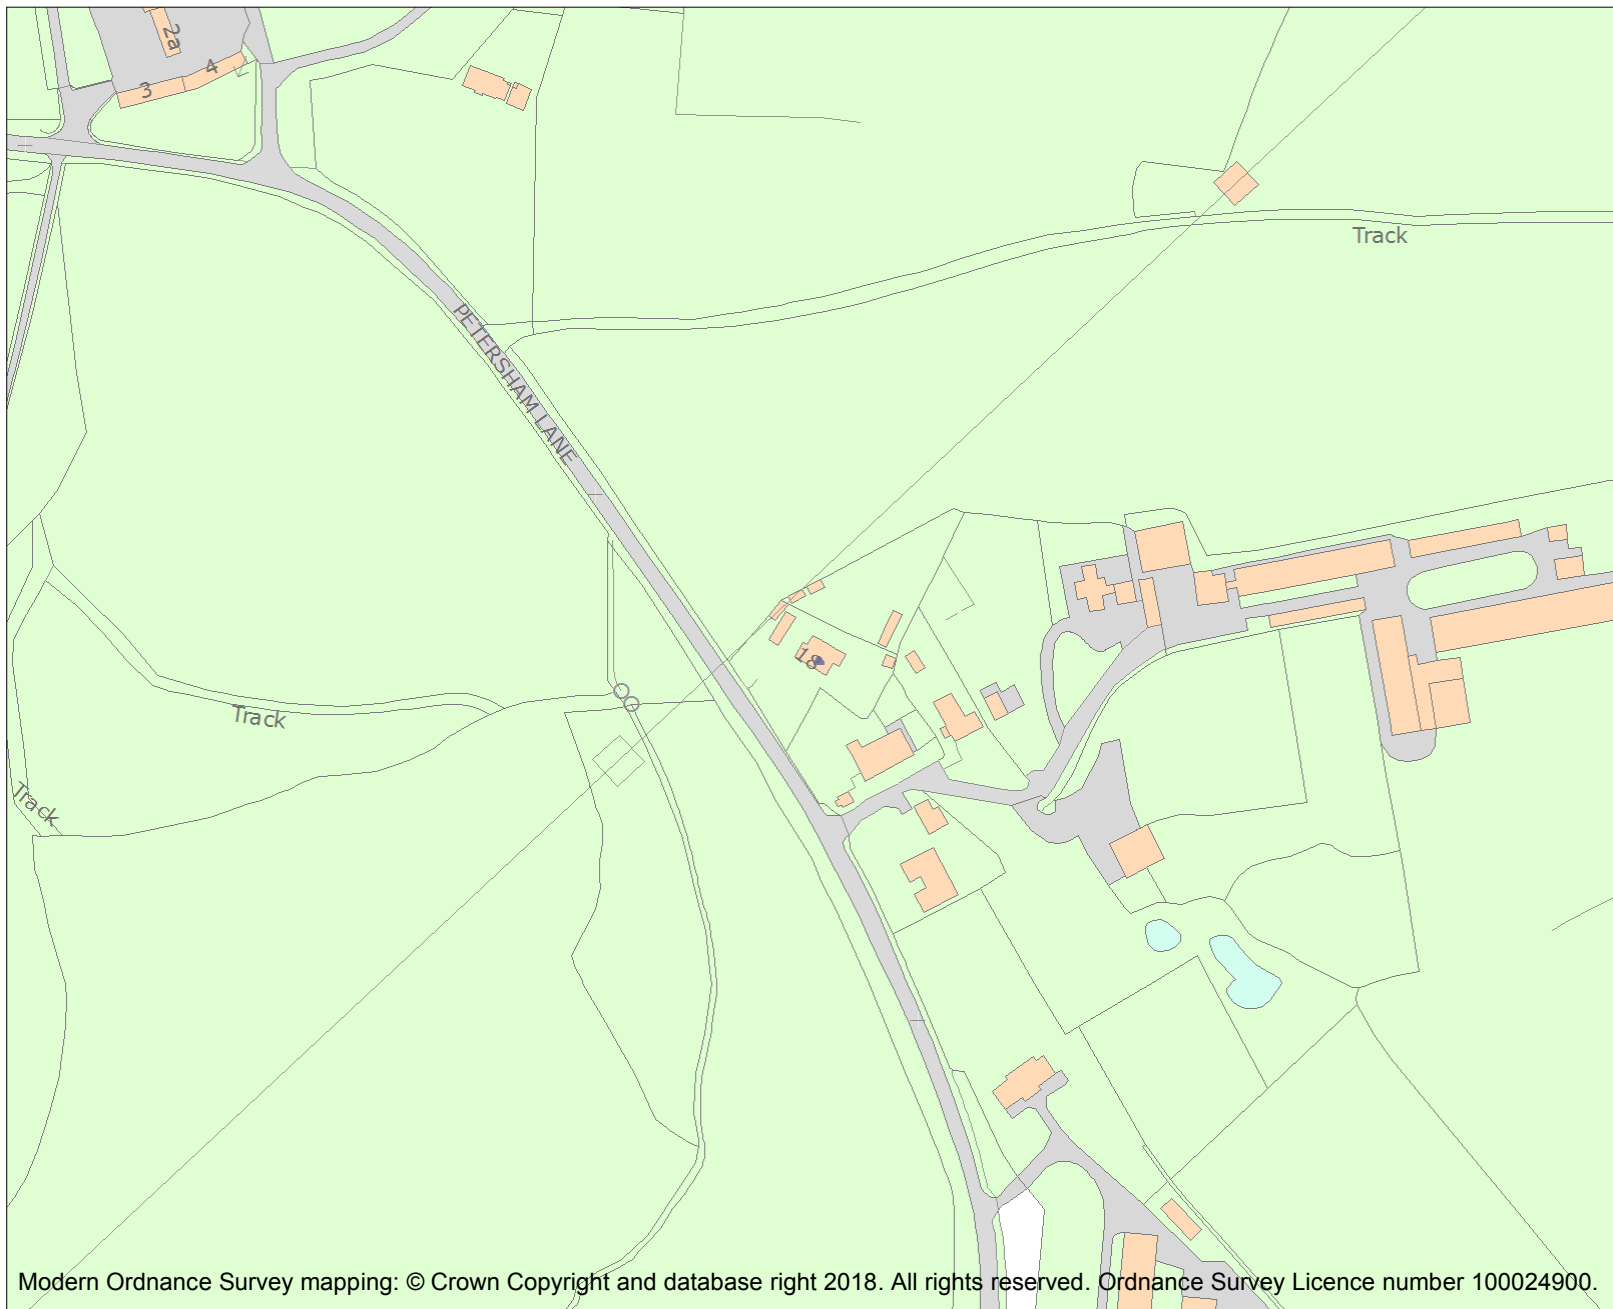 2a
4
3
Track
PETERSHAM LANE
18
Track
Track
Modern Ordnance Survey mapping: © Crown Copyright and database right 2018. All rights reserved. Ordnance Survey Licence number 100024900.